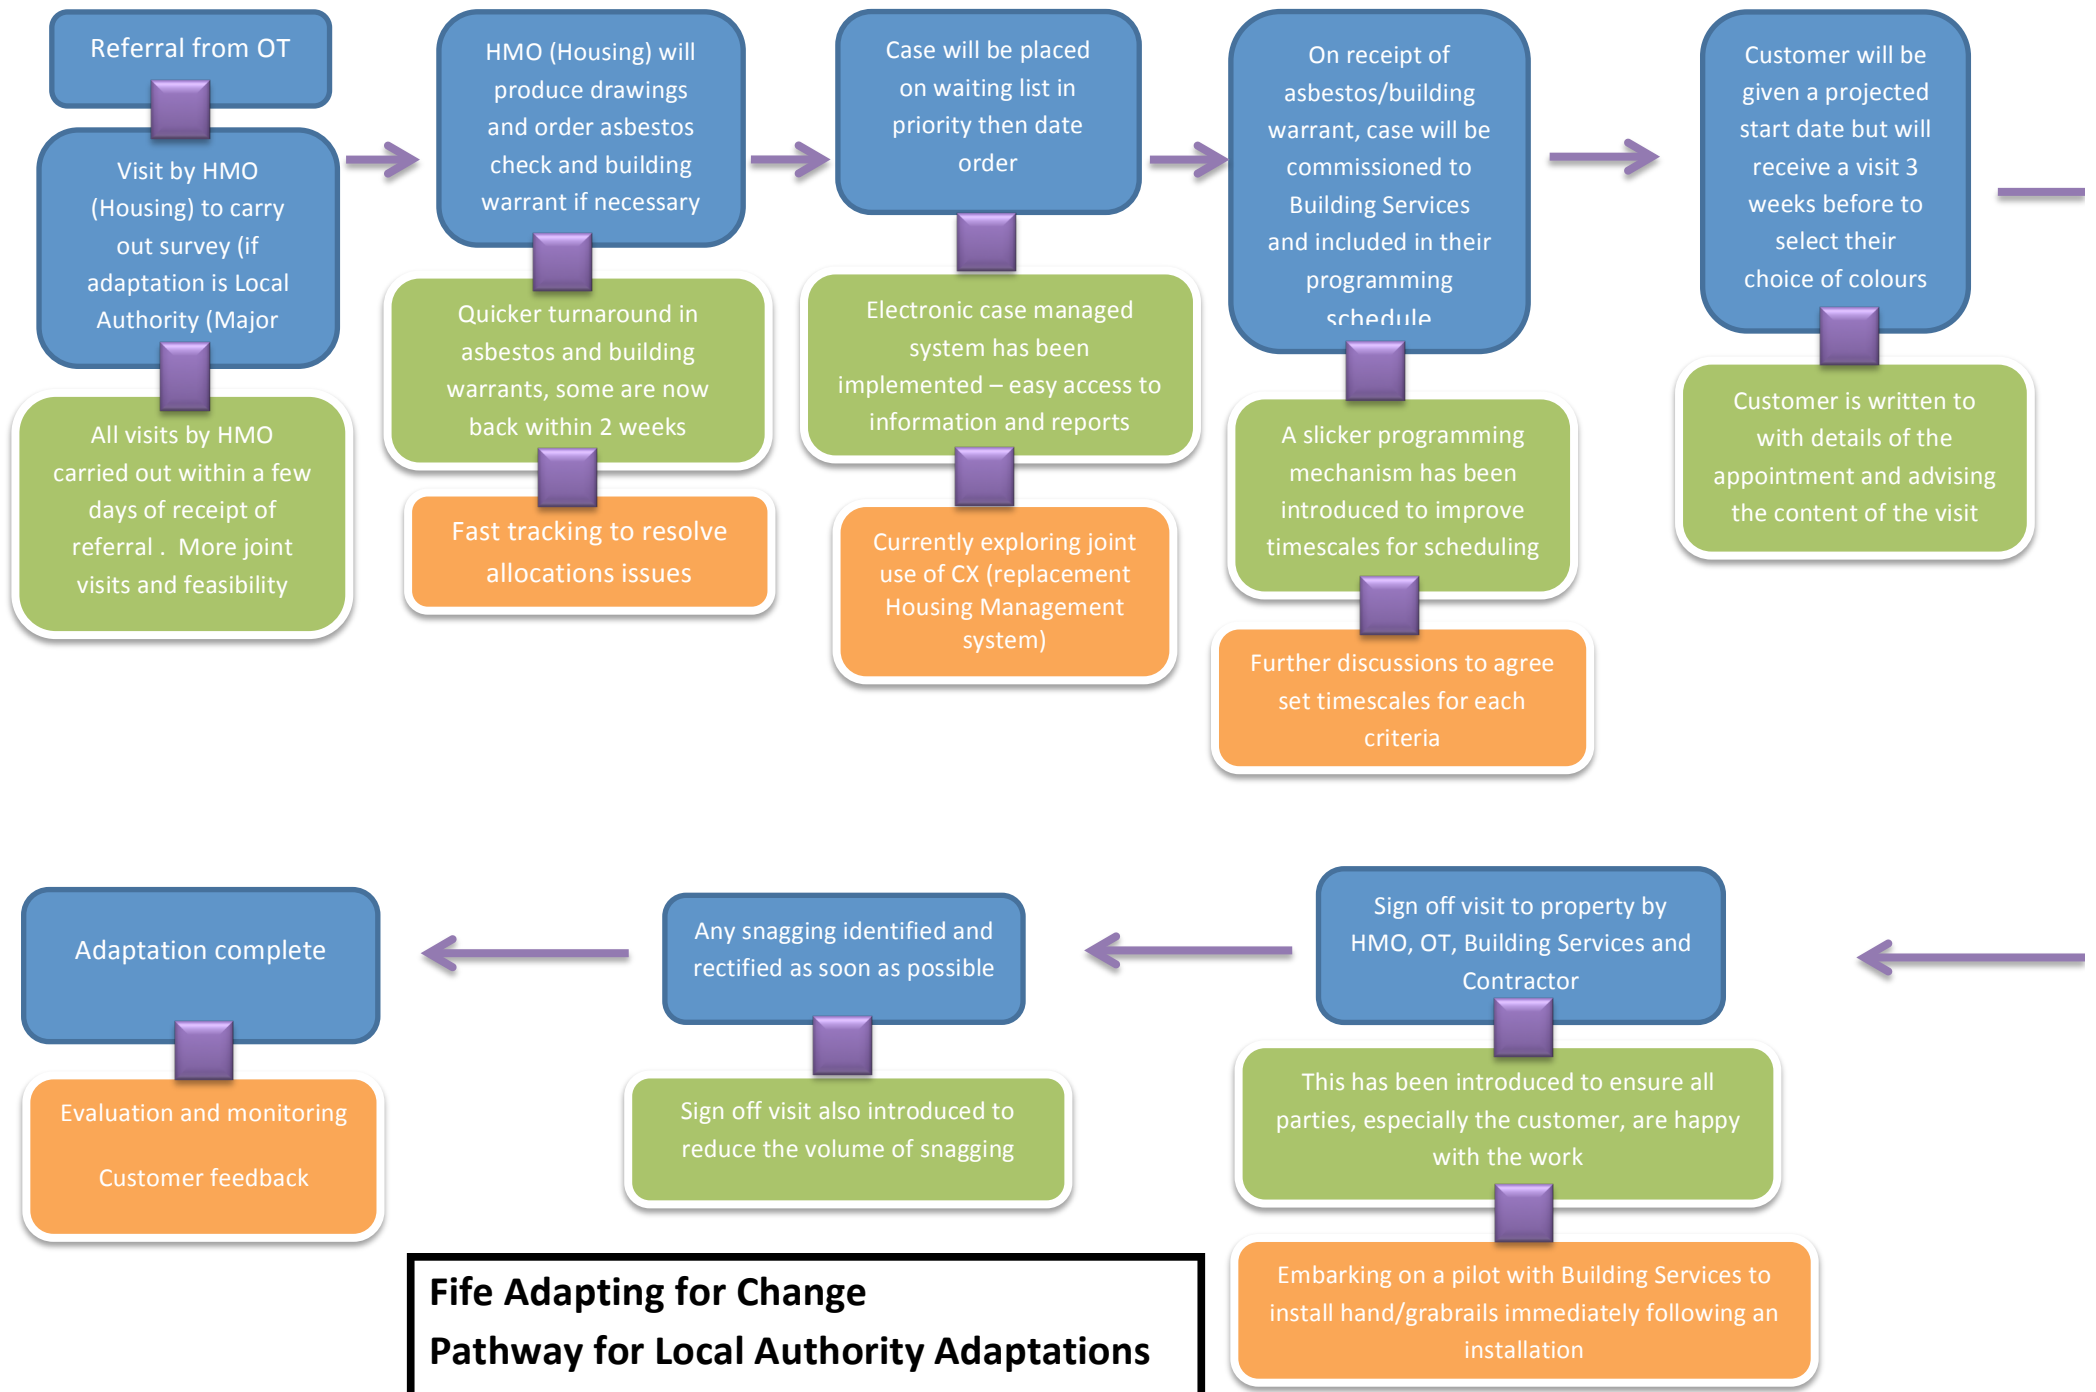 Referral from OT
Visit by HMO
(Housing) to carry
out survey (if
adaptation is Local
Authority (Major
All visits by HMO
carried out within a few
days of receipt of
referral .  More joint
visits and feasibility
HMO (Housing) will
produce drawings
and order asbestos
check and building
warrant if necessary
Quicker turnaround in
asbestos and building
warrants, some are now
back within 2 weeks
Fast tracking to resolve
allocations issues
Case will be placed
on waiting list in
priority then date
order
Electronic case managed
system has been
implemented – easy access to
information and reports
Currently exploring joint
use of CX (replacement
Housing Management
system)
On receipt of
asbestos/building
warrant, case will be
commissioned to
Building Services
and included in their
programming
schedule
A slicker programming
mechanism has been
introduced to improve
timescales for scheduling
Further discussions to agree
set timescales for each
criteria
Customer will be
given a projected
start date but will
receive a visit 3
weeks before to
select their
choice of colours
Customer is written to
with details of the
appointment and advising
the content of the visit
Sign off visit to property by
HMO, OT, Building Services and
Contractor
This has been introduced to ensure all
parties, especially the customer, are happy
with the work
Embarking on a pilot with Building Services to
install hand/grabrails immediately following an
installation
Any snagging identified and
rectified as soon as possible
Sign off visit also introduced to
reduce the volume of snagging
Adaptation complete
Evaluation and monitoring
Customer feedback
Fife Adapting for Change
Pathway for Local Authority Adaptations